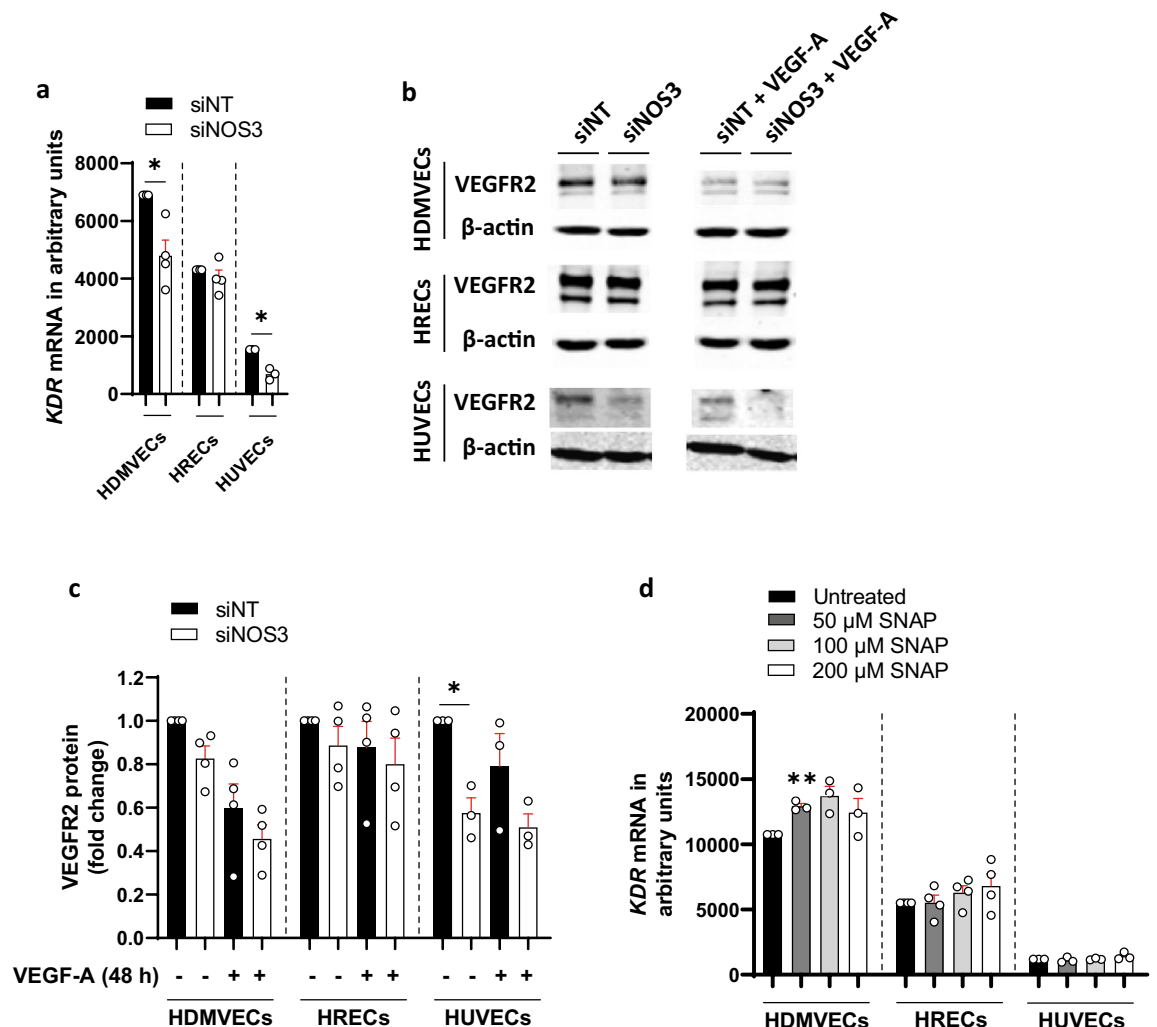 a
siNT
siNOS3
KDR mRNA in arbitrary units
8000
6000
4000
2000
0
*
*
HDMVECs
HRECs
HUVECs
b
siNT
siNOS3
siNT + VEGF-A
siNOS3 + VEGF-A
HDMVECs
VEGFR2
β-actin
HRECs
VEGFR2
β-actin
HUVECs
VEGFR2
β-actin
c
siNT
siNOS3
VEGFR2 protein
(fold change)
1.2
1.0
0.8
0.6
0.4
0.2
0.0
*
VEGF-A (48 h) - - + + - - + + - - + +
HDMVECs HRECs HUVECs
d
Untreated
50 µM SNAP
100 µM SNAP
200 µM SNAP
KDR mRNA in
arbitrary units
20000
15000
10000
5000
0
**
HDMVECs HRECs HUVECs